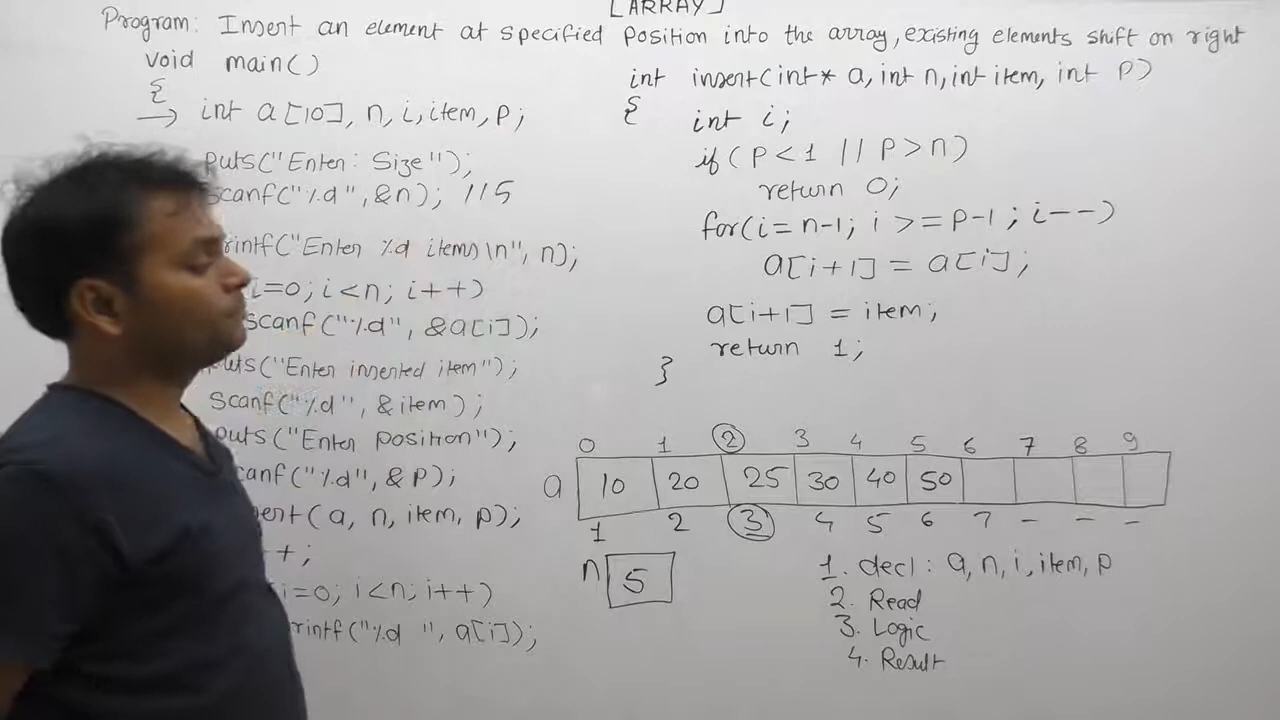 [ARRAY]
Program: Insert an element at specified position into the array, existing elements shift on right
void main()
{
→ int a[10], n, i, item, p;
puts("Enter: Size");
scanf("%d", &n); //5
rintf("Enter %d items\n", n);
i=0; i<n; i++)
scanf("%d", &a[i]);
puts("Enter inserted item");
scanf("%d", &item);
puts("Enter position");
canf("%d", &p);
ert(a, n, item, p);
+;
i=0; i<n; i++)
rintf("%d ", a[i]);
int insert(int* a, int n, int item, int p)
{
int i;
if(p<1 || p>n)
return 0;
for(i=n-1; i>=p-1; i--)
a[i+1] = a[i];
a[i+1] = item;
return 1;
}
0 1 2 3 4 5 6 7 8 9
a 10 20 25 30 40 50
1 2 3 4 5 6 7 - - -
n 5
1. decl: a, n, i, item, p
2. Read
3. Logic
4. Result